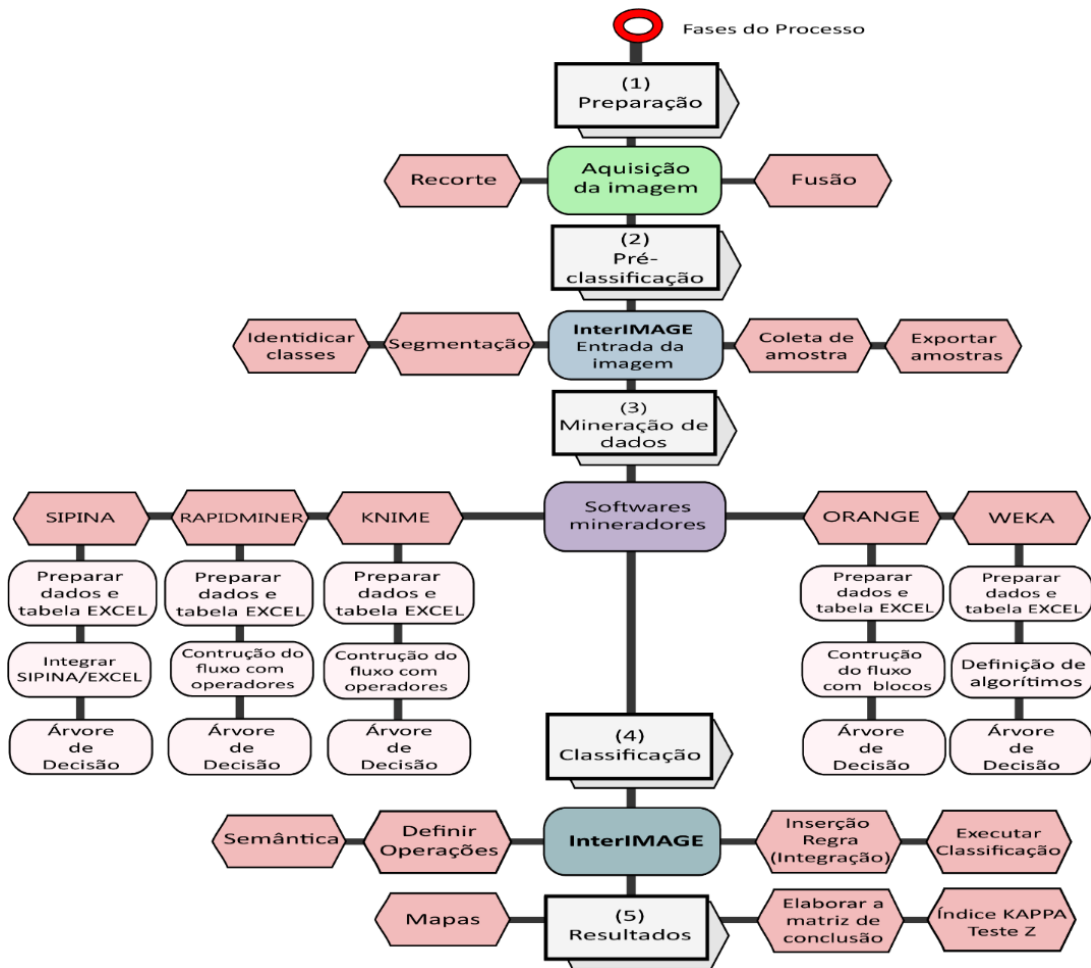 Fases do Processo
(1)
Preparação
Recorte
Aquisição
da imagem
Fusão
(2)
Pré-
classificação
Identidicar
classes
Segmentação
InterIMAGE
Entrada da
imagem
Coleta de
amostra
Exportar
amostras
(3)
Mineração de
dados
SIPINA
RAPIDMINER
KNIME
Softwares
mineradores
ORANGE
WEKA
Preparar
dados e
tabela EXCEL
Preparar
dados e
tabela EXCEL
Preparar
dados e
tabela EXCEL
Preparar
dados e
tabela EXCEL
Preparar
dados e
tabela EXCEL
Integrar
SIPINA/EXCEL
Contrução do
fluxo com
operadores
Contrução do
fluxo com
operadores
Contrução
do fluxo
com blocos
Definição de
algorítimos
Árvore
de
Decisão
Árvore
de
Decisão
Árvore
de
Decisão
Árvore
de
Decisão
Árvore
de
Decisão
(4)
Classificação
Semântica
Definir
Operações
InterIMAGE
Inserção
Regra
(Integração)
Executar
Classificação
Mapas
(5)
Resultados
Elaborar a
matriz de
conclusão
Índice KAPPA
Teste Z